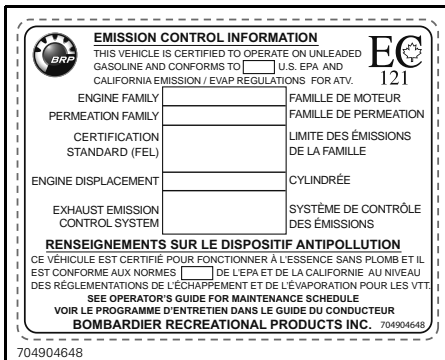 EMISSION CONTROL INFORMATION
THIS VEHICLE IS CERTIFIED TO OPERATE ON UNLEADED
GASOLINE AND CONFORMS TO U.S. EPA AND
CALIFORNIA EMISSION / EVAP REGULATIONS FOR ATV.
BRP
EC
121
ENGINE FAMILY FAMILLE DE MOTEUR
PERMEATION FAMILY FAMILLE DE PERMEATION
CERTIFICATION LIMITE DES ÉMISSIONS
STANDARD (FEL) DE LA FAMILLE
ENGINE DISPLACEMENT CYLINDRÉE
EXHAUST EMISSION SYSTÈME DE CONTRÔLE
CONTROL SYSTEM DES ÉMISSIONS
RENSEIGNEMENTS SUR LE DISPOSITIF ANTIPOLLUTION
CE VÉHICULE EST CERTIFIÉ POUR FONCTIONNER À L'ESSENCE SANS PLOMB ET IL
EST CONFORME AUX NORMES DE L'EPA ET DE LA CALIFORNIE AU NIVEAU
DES RÉGLEMENTATIONS DE L'ÉCHAPPEMENT ET DE L'ÉVAPORATION POUR LES VTT.
SEE OPERATOR'S GUIDE FOR MAINTENANCE SCHEDULE
VOIR LE PROGRAMME D'ENTRETIEN DANS LE GUIDE DU CONDUCTEUR
BOMBARDIER RECREATIONAL PRODUCTS INC. 704904648
704904648